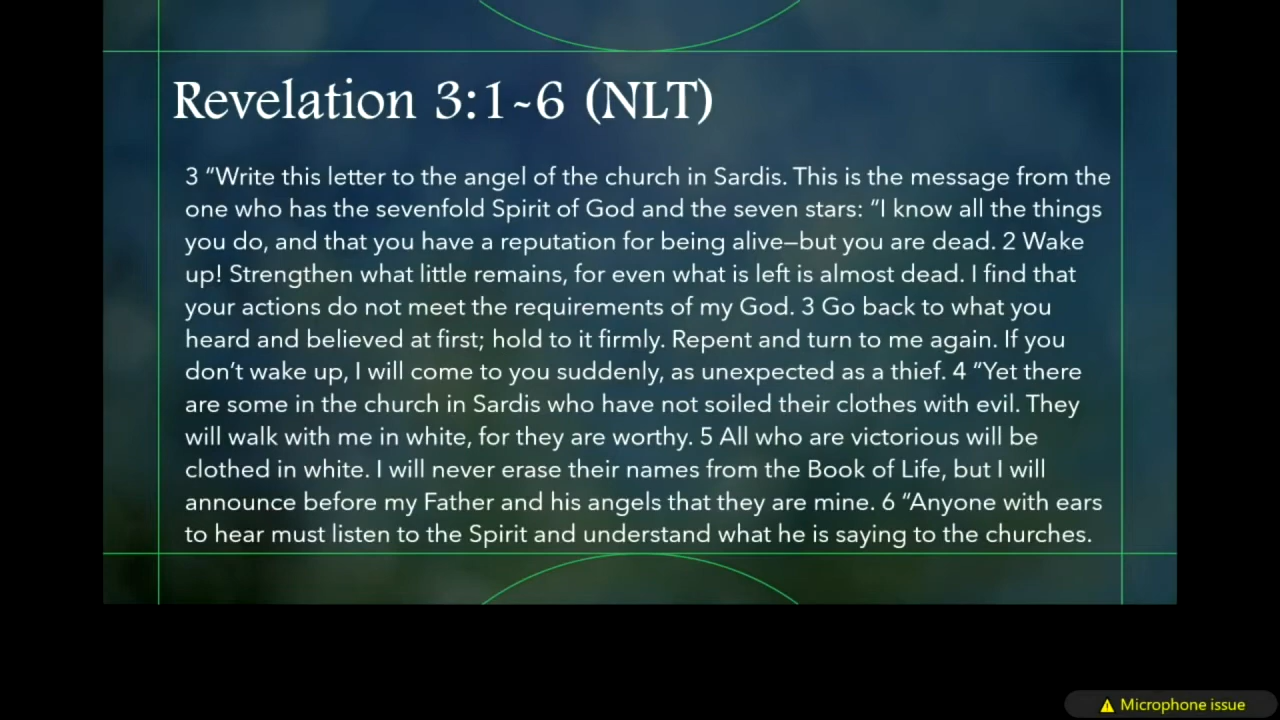 Revelation 3:1-6 (NLT)
3 “Write this letter to the angel of the church in Sardis. This is the message from the
one who has the sevenfold Spirit of God and the seven stars: “I know all the things
you do, and that you have a reputation for being alive—but you are dead. 2 Wake
up! Strengthen what little remains, for even what is left is almost dead. I find that
your actions do not meet the requirements of my God. 3 Go back to what you
heard and believed at first; hold to it firmly. Repent and turn to me again. If you
don’t wake up, I will come to you suddenly, as unexpected as a thief. 4 “Yet there
are some in the church in Sardis who have not soiled their clothes with evil. They
will walk with me in white, for they are worthy. 5 All who are victorious will be
clothed in white. I will never erase their names from the Book of Life, but I will
announce before my Father and his angels that they are mine. 6 “Anyone with ears
to hear must listen to the Spirit and understand what he is saying to the churches.
Microphone issue